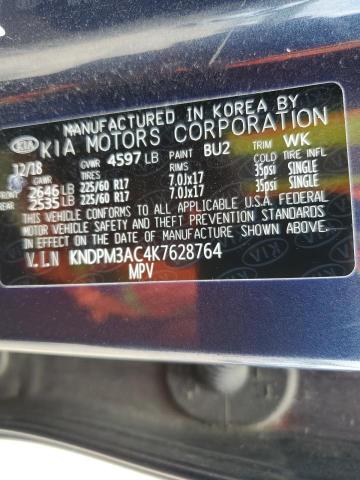 MANUFACTURED IN KOREA BY
KIA KIA MOTORS CORPORATION
12/18 GVWR 4597 LB PAINT BU2 TRIM WK
GAWR TIRES RIMS COLD TIRE INFL
FRONT 2646 LB 225/60 R17 7.0Jx17 35psi SINGLE
2535 LB 225/60 R17 7.0Jx17 35psi SINGLE
THIS VEHICLE CONFORMS TO ALL APPLICABLE U.S.A. FEDERAL
MOTOR VEHICLE SAFETY BUMPER, AND THEFT PREVENTION STANDARDS
IN EFFECT ON THE DATE OF MANUFACTURE SHOWN ABOVE.
V.I.N KNDPM3AC4K7628764
MPV